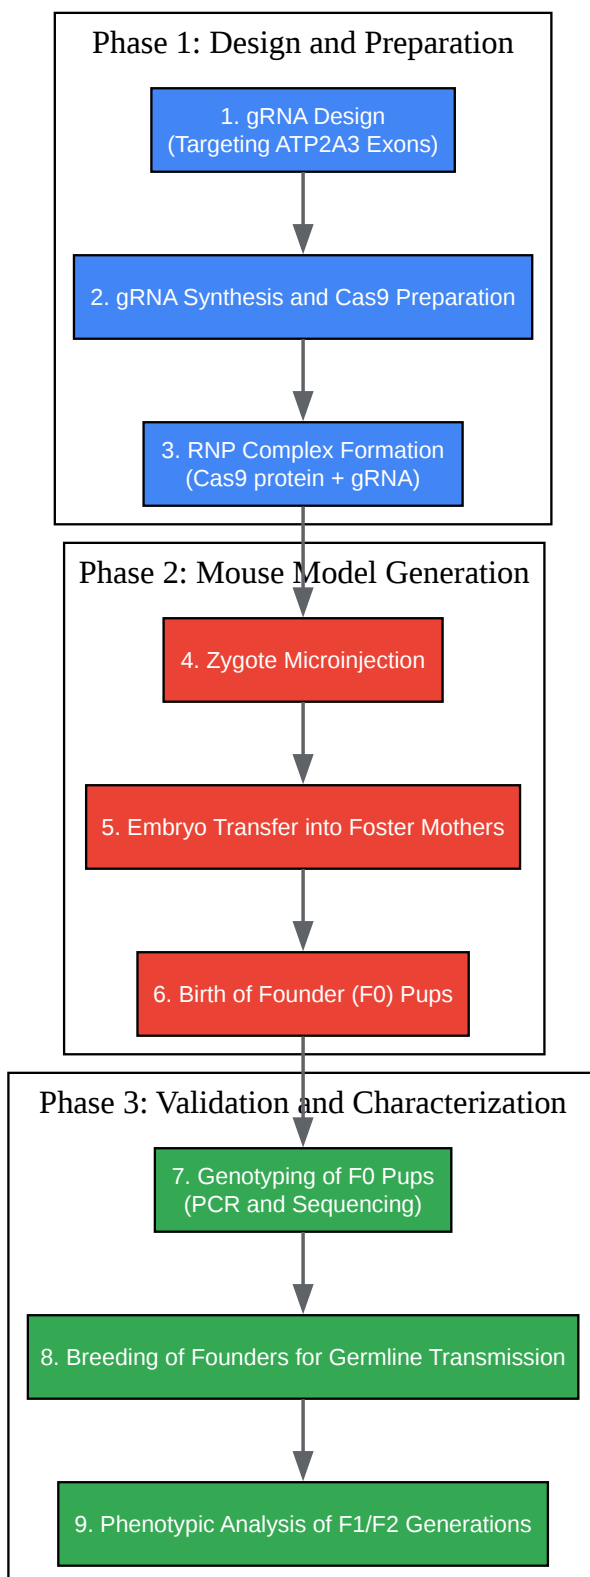 Phase 1: Design and Preparation
1. gRNA Design
(Targeting ATP2A3 Exons)
2. gRNA Synthesis and Cas9 Preparation
3. RNP Complex Formation
(Cas9 protein + gRNA)
Phase 2: Mouse Model Generation
4. Zygote Microinjection
5. Embryo Transfer into Foster Mothers
6. Birth of Founder (F0) Pups
Phase 3: Validation and Characterization
7. Genotyping of F0 Pups
(PCR and Sequencing)
8. Breeding of Founders for Germline Transmission
9. Phenotypic Analysis of F1/F2 Generations